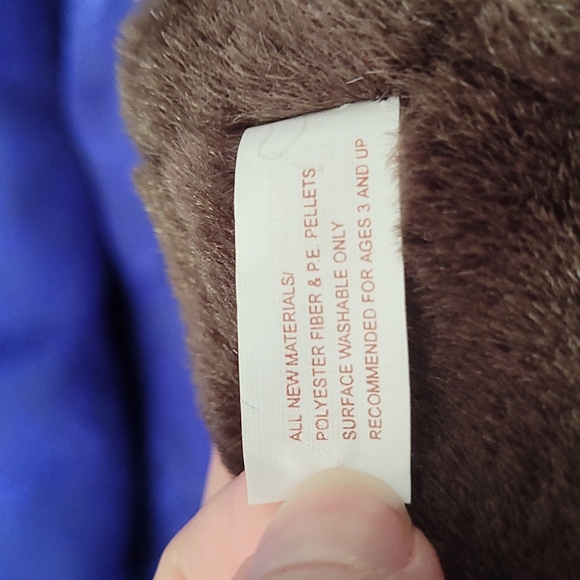 ALL NEW MATERIALS/
POLYESTER FIBER & P.E. PELLETS
SURFACE WASHABLE ONLY
RECOMMENDED FOR AGES 3 AND UP